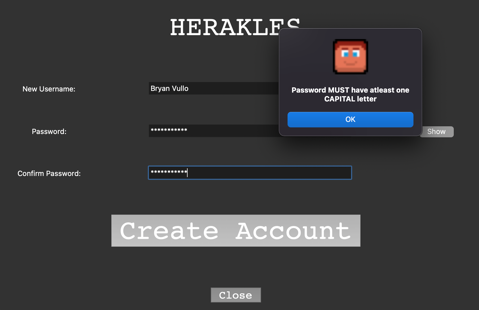 HERAKLES
New Username:
Bryan Vullo
Password MUST have atleast one
CAPITAL letter
OK
Password:
***********
Show
Confirm Password:
***********
Create Account
Close